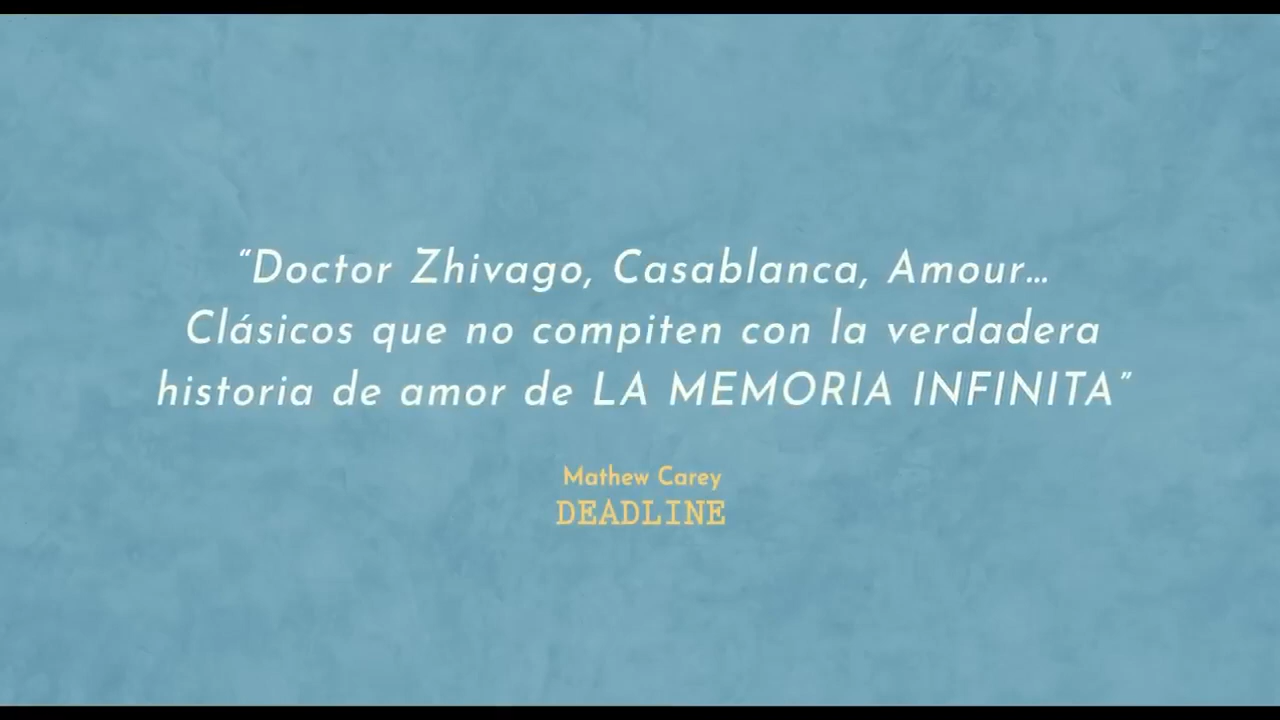 “Doctor Zhivago, Casablanca, Amour...
Clásicos que no compiten con la verdadera
historia de amor de LA MEMORIA INFINITA”
Mathew Carey
DEADLINE